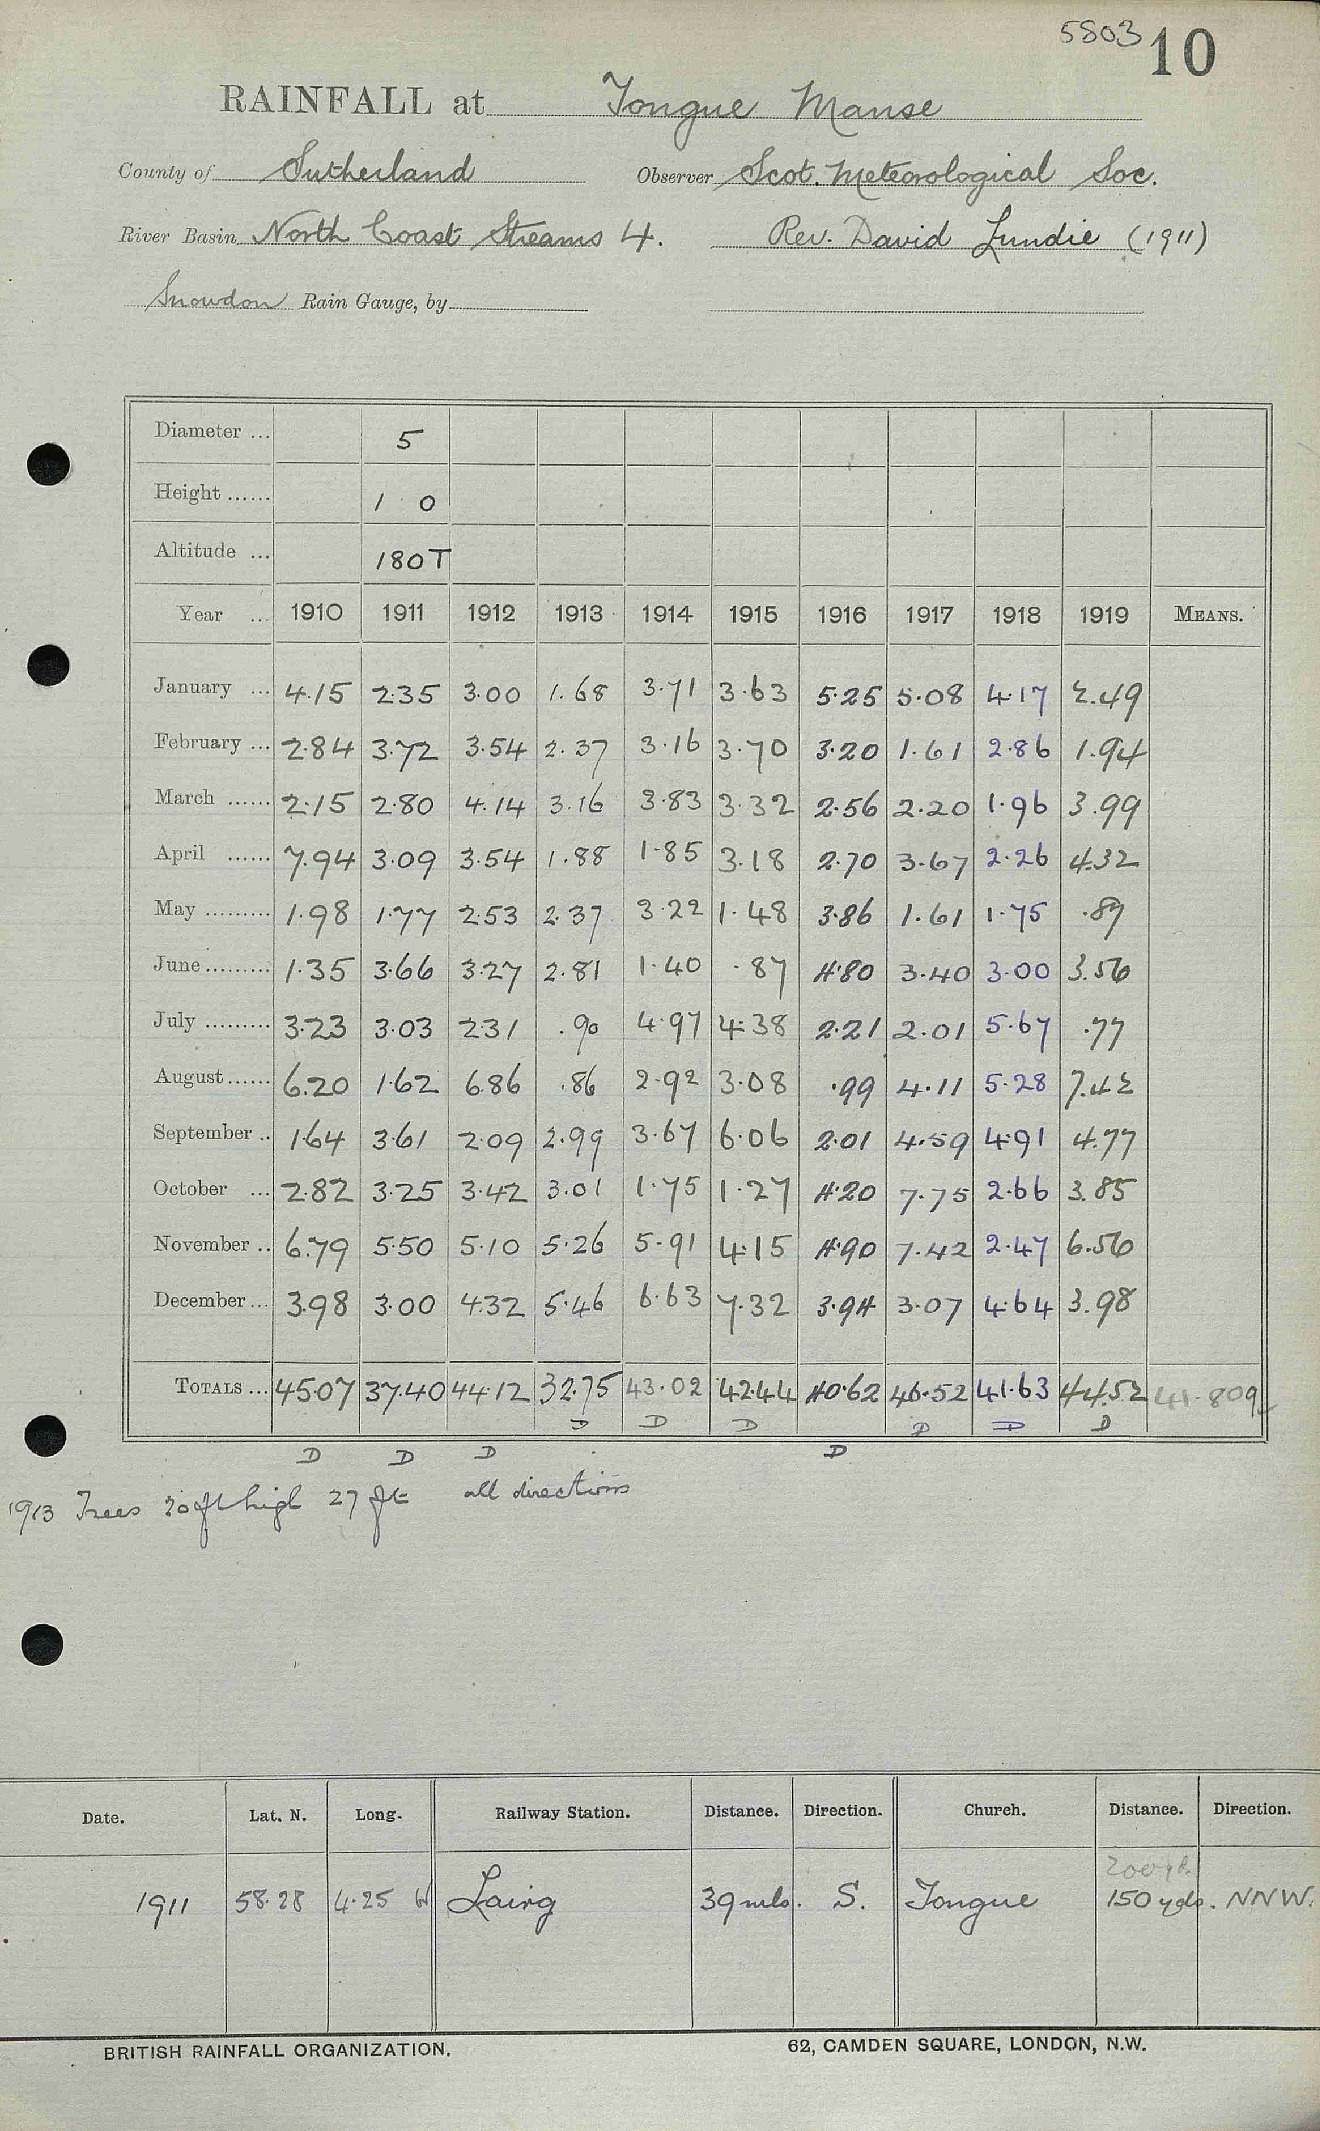 5803 10
RAINFALL at Tongue Manse
County of Sutherland Observer Scot. Meteorological Soc.
River Basin North Coast Streams 4. Rev. David Lundie (1911)
Snowdon Rain Gauge, by
Diameter ... 5
Height ...... 1 0
Altitude ... 180T
Year ... 1910 1911 1912 1913 1914 1915 1916 1917 1918 1919 MEANS.
January ... 4.15 2.35 3.00 1.68 3.71 3.63 5.25 5.08 4.17 2.49
February ... 2.84 3.72 3.54 2.37 3.16 3.70 3.20 1.61 2.86 1.94
March ...... 2.15 2.80 4.14 3.16 3.83 3.32 2.56 2.20 1.96 3.99
April ...... 7.94 3.09 3.54 1.88 1.85 3.18 2.70 3.67 2.26 4.32
May ......... 1.98 1.77 2.53 2.37 3.22 1.48 3.86 1.61 1.75 .89
June ......... 1.35 3.66 3.27 2.81 1.40 .87 4.80 3.40 3.00 3.56
July ......... 3.23 3.03 2.31 .90 4.97 4.38 2.21 2.01 5.67 .77
August ...... 6.20 1.62 6.86 .86 2.92 3.08 .99 4.11 5.28 7.42
September .. 1.64 3.61 2.09 2.99 3.67 6.06 2.01 4.59 4.91 4.77
October ... 2.82 3.25 3.42 3.01 1.75 1.27 4.20 7.75 2.66 3.85
November .. 6.79 5.50 5.10 5.26 5.91 4.15 4.90 7.42 2.47 6.56
December ... 3.98 3.00 4.32 5.46 6.63 7.32 3.94 3.07 4.64 3.98
TOTALS ... 45.07 37.40 44.12 32.75 43.02 42.44 40.62 46.52 41.63 44.52 41.809
D D D D D D D D D D
1913 Trees 20 ft high 27 ft all directions
Date. Lat. N. Long. Railway Station. Distance. Direction. Church. Distance. Direction.
200 yd.
1911 58.28 4.25 W Lairg 39 mls. S. Tongue 150 yds. NNW.
BRITISH RAINFALL ORGANIZATION. 62, CAMDEN SQUARE, LONDON, N.W.